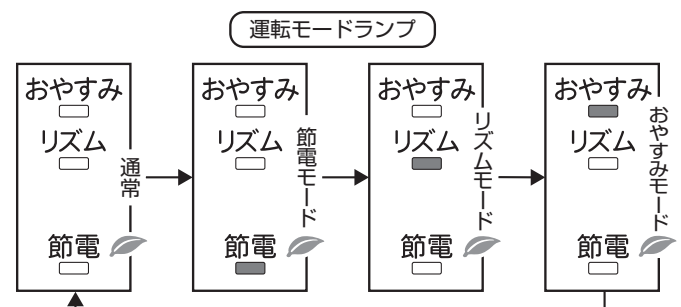 運転モードランプ
おやすみ
リズム
通常
節電
おやすみ
リズム
節電モード
節電
おやすみ
リズム
リズムモード
節電
おやすみ
リズム
おやすみモード
節電